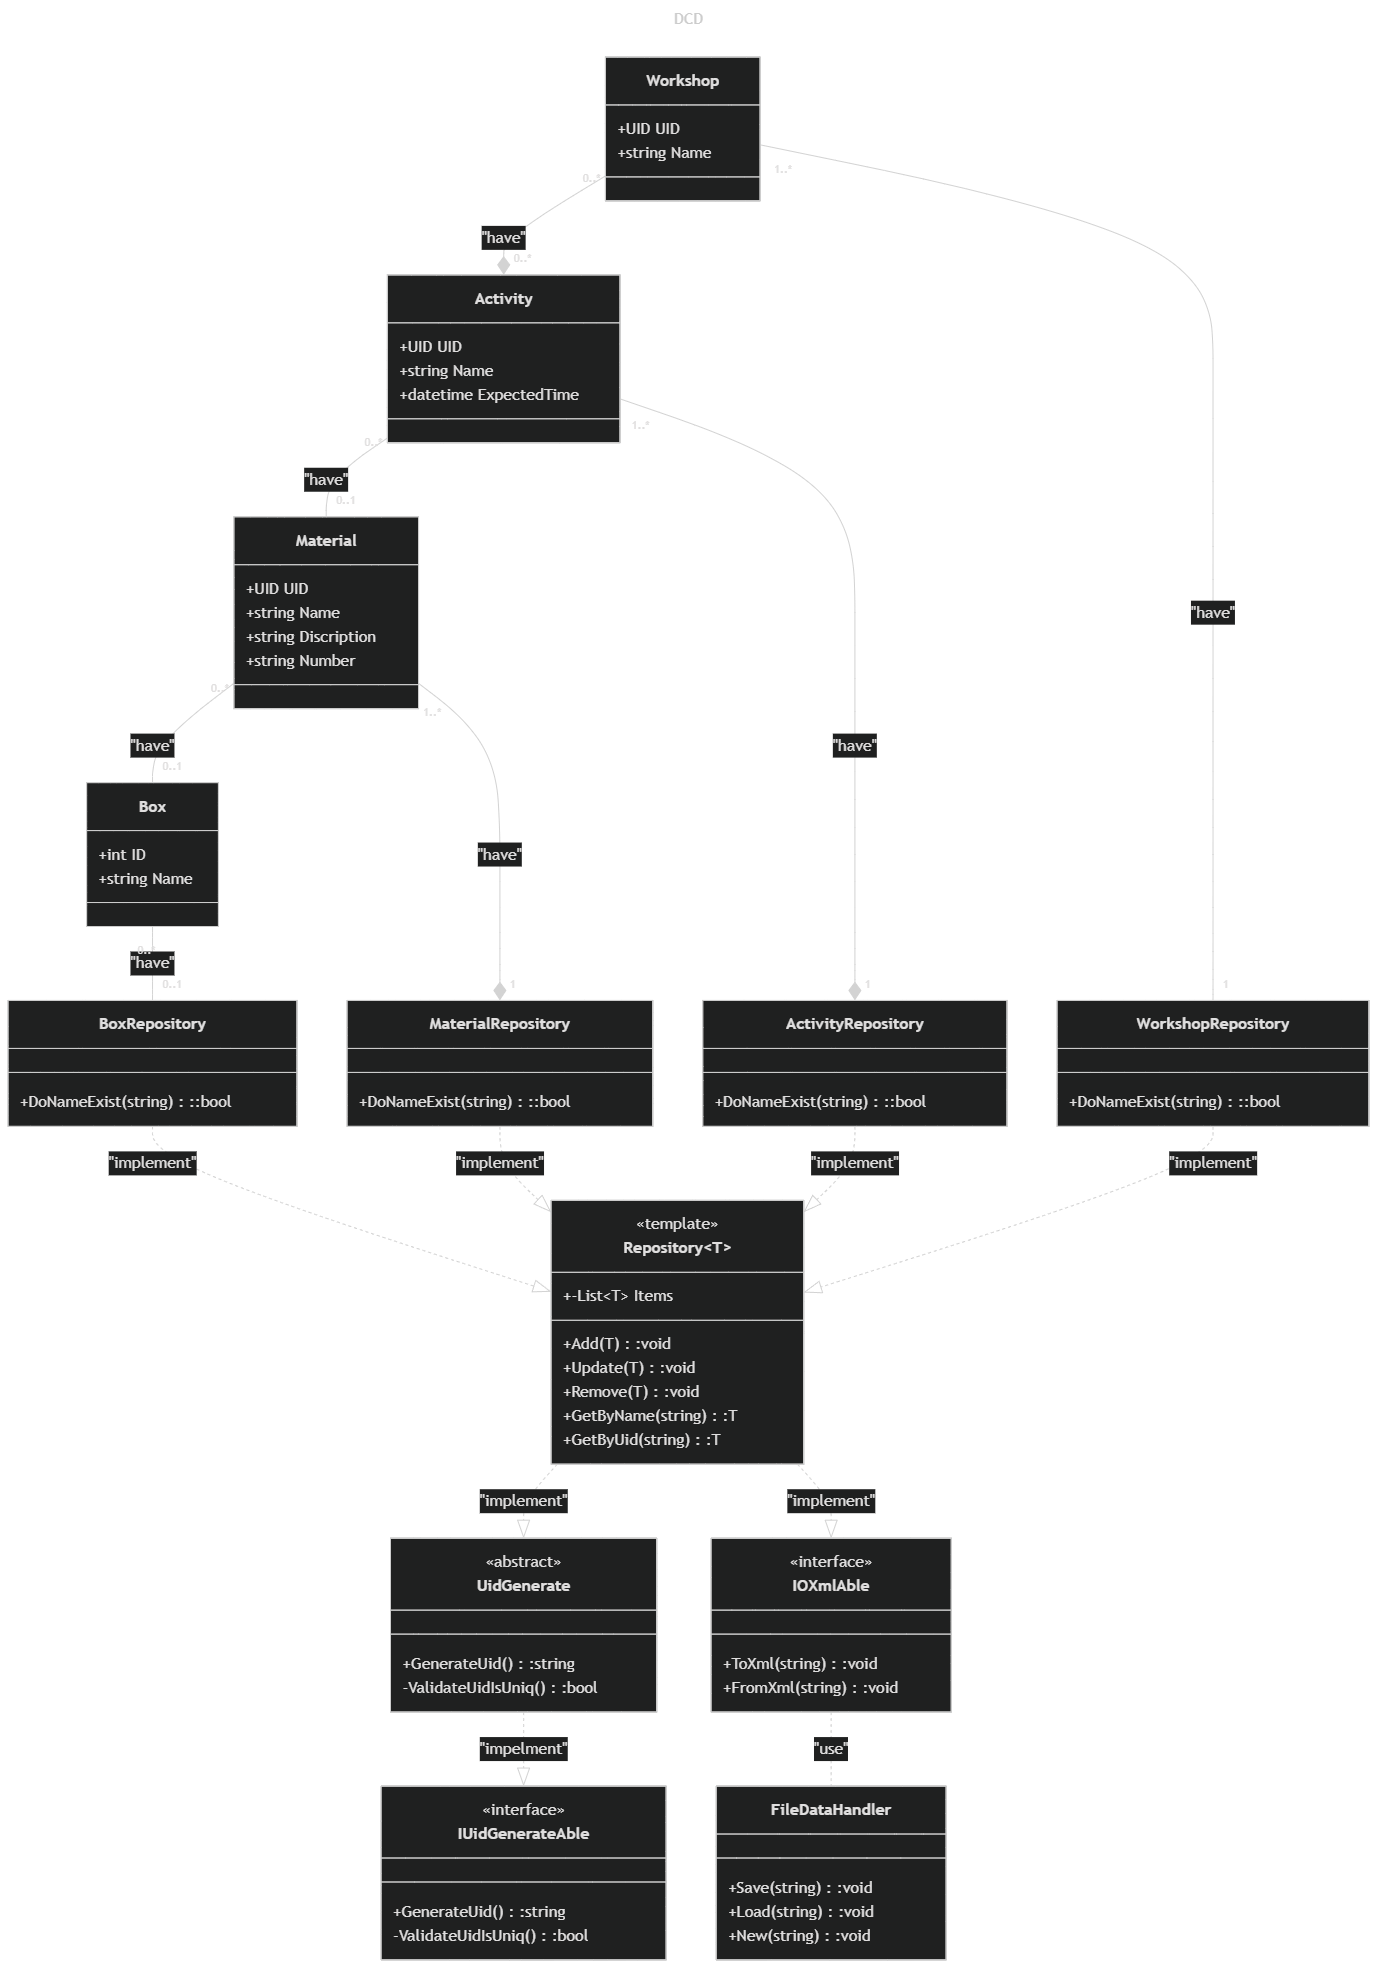 DCD
Workshop
+UID UID
+string Name
0..*
1..*
"have"
0..*
Activity
+UID UID
+string Name
+datetime ExpectedTime
0..*
1..*
"have"
0..1
Material
+UID UID
+string Name
+string Discription
+string Number
"have"
0..*
1..*
"have"
"have"
0..1
Box
+int ID
+string Name
"have"
0..*
"have"
0..1
1
1
1
BoxRepository
+DoNameExist(string) : ::bool
MaterialRepository
+DoNameExist(string) : ::bool
ActivityRepository
+DoNameExist(string) : ::bool
WorkshopRepository
+DoNameExist(string) : ::bool
"implement"
"implement"
"implement"
"implement"
«template»
Repository<T>
+-List<T> Items
+Add(T) : :void
+Update(T) : :void
+Remove(T) : :void
+GetByName(string) : :T
+GetByUid(string) : :T
"implement"
"implement"
«abstract»
UidGenerate
+GenerateUid() : :string
-ValidateUidIsUniq() : :bool
«interface»
IOXmlAble
+ToXml(string) : :void
+FromXml(string) : :void
"impelment"
"use"
«interface»
IUidGenerateAble
+GenerateUid() : :string
-ValidateUidIsUniq() : :bool
FileDataHandler
+Save(string) : :void
+Load(string) : :void
+New(string) : :void